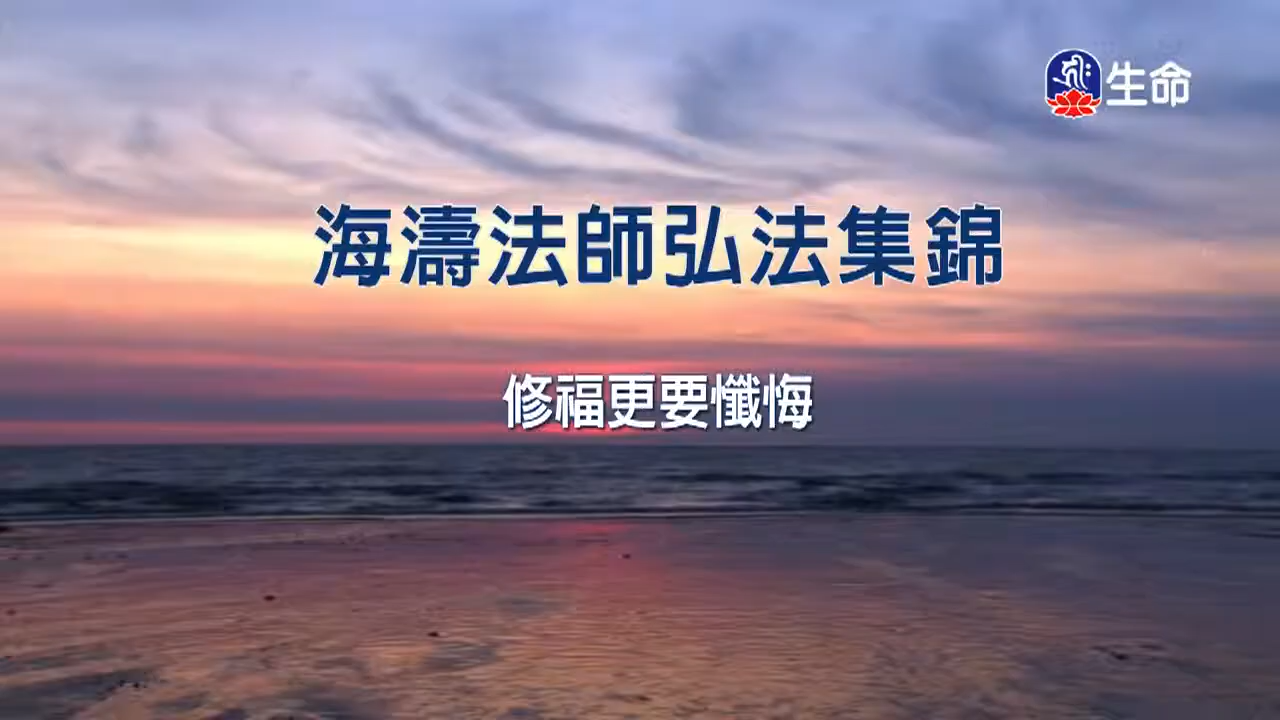 生命
海濤法師弘法集錦
修福更要懺悔